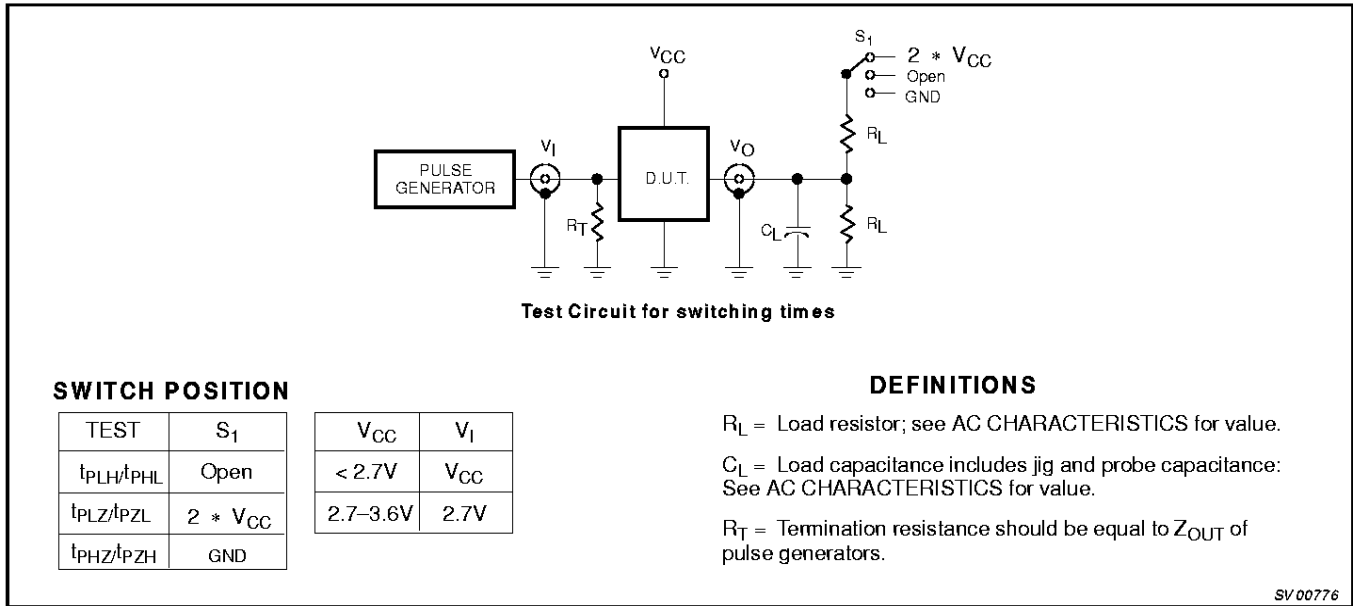 S1
2 * VCC
Open
GND
VCC
RL
VI
VO
PULSE
GENERATOR
D.U.T.
RT
CL
RL
Test Circuit for switching times
SWITCH POSITION
TEST S1
tPLH/tPHL Open
tPLZ/tPZL 2 * VCC
tPHZ/tPZH GND
VCC VI
< 2.7V VCC
2.7–3.6V 2.7V
DEFINITIONS
RL = Load resistor; see AC CHARACTERISTICS for value.
CL = Load capacitance includes jig and probe capacitance:
See AC CHARACTERISTICS for value.
RT = Termination resistance should be equal to ZOUT of
pulse generators.
SV00776